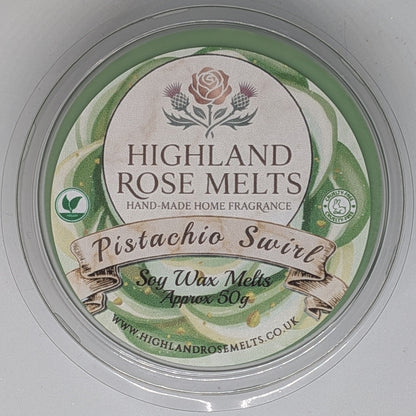 HIGHLAND
ROSE MELTS
HAND-MADE HOME FRAGRANCE
Pistachio Swirl
Soy Wax Melts
Approx 50g
WWW.HIGHLANDROSEMELTS.CO.UK